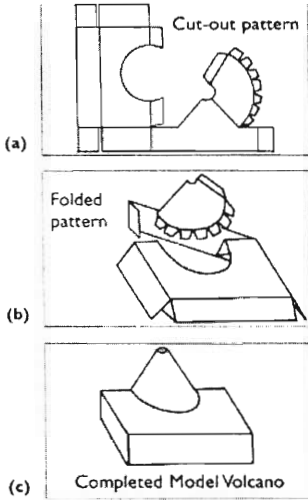 Cut-out pattern
(a)
Folded
pattern
(b)
Completed Model Volcano
(c)